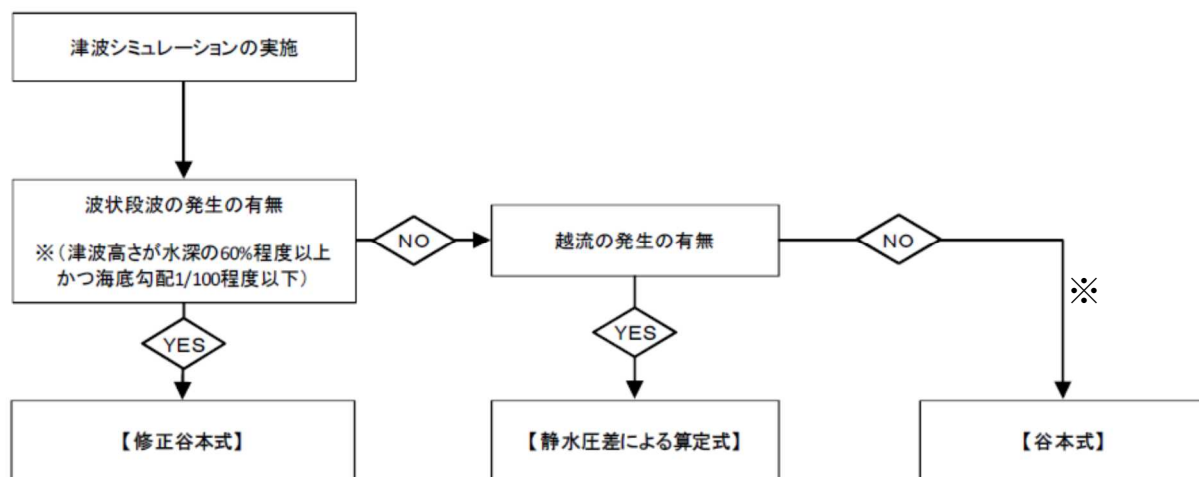 津波シミュレーションの実施
波状段波の発生の有無
※(津波高さが水深の60%程度以上
かつ海底勾配1/100程度以下)
NO
越流の発生の有無
NO
※
YES
YES
【修正谷本式】
【静水圧差による算定式】
【谷本式】